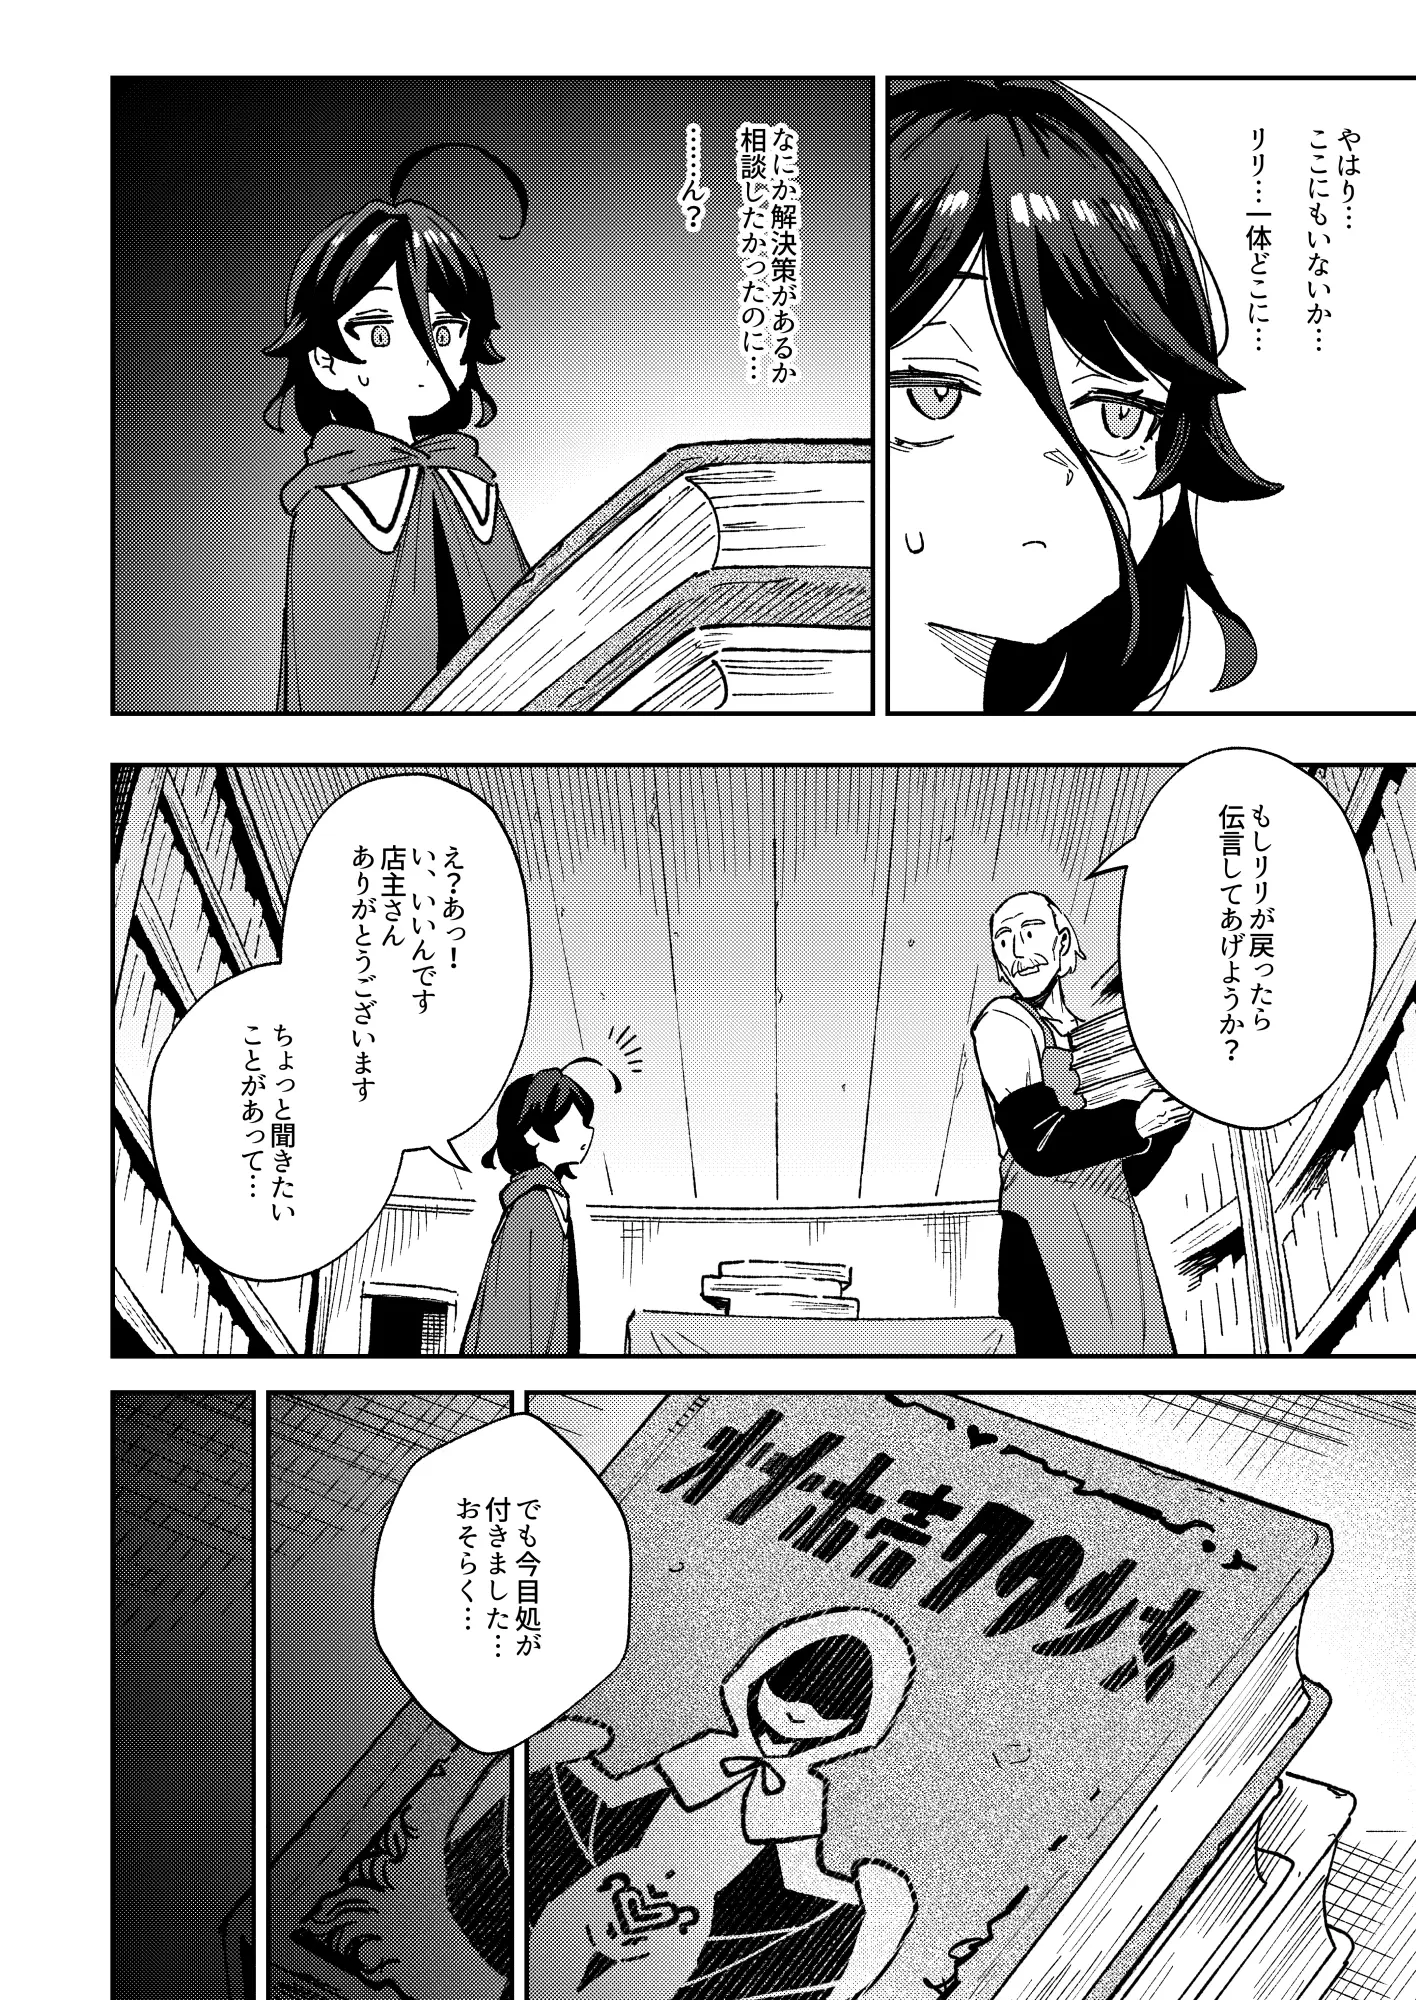 やはり…
ここにもいないか…
リリ…一体どこに…
なにか解決策があるか
相談したかったのに…
……ん？
もしリリが戻ったら
伝言してあげようか？
え？あっ！
い、いいんです
店主さん
ありがとうございます
ちょっと聞きたい
ことがあって…
でも今目処が
付きました…
おそらく…